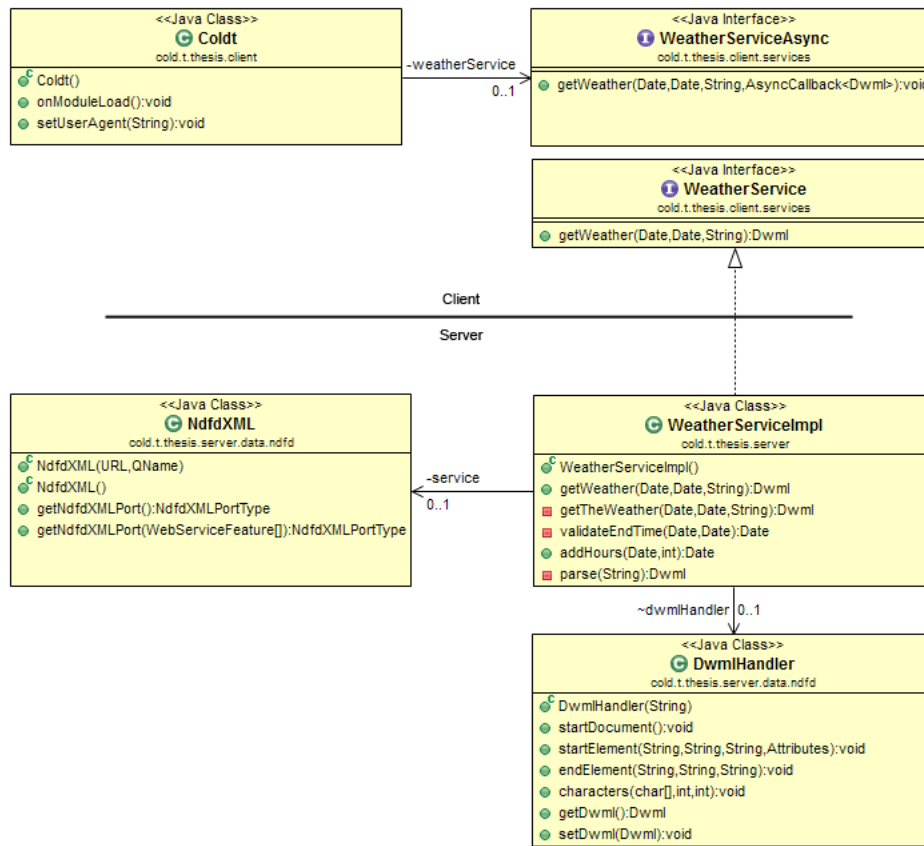 <<Java Class>>
Coldt
cold.t.thesis.client
Coldt()
onModuleLoad():void
setUserAgent(String):void
-weatherService
0..1
<<Java Interface>>
WeatherServiceAsync
cold.t.thesis.client.services
getWeather(Date,Date,String,AsyncCallback<Dwml>):void
<<Java Interface>>
WeatherService
cold.t.thesis.client.services
getWeather(Date,Date,String):Dwml
Client
Server
<<Java Class>>
NdfdXML
cold.t.thesis.server.data.ndfd
NdfdXML(URL,QName)
NdfdXML()
getNdfdXMLPort():NdfdXMLPortType
getNdfdXMLPort(WebServiceFeature[]):NdfdXMLPortType
-service
0..1
<<Java Class>>
WeatherServiceImpl
cold.t.thesis.server
WeatherServiceImpl()
getWeather(Date,Date,String):Dwml
getTheWeather(Date,Date,String):Dwml
validateEndTime(Date,Date):Date
addHours(Date,int):Date
parse(String):Dwml
~dwmlHandler 0..1
<<Java Class>>
DwmlHandler
cold.t.thesis.server.data.ndfd
DwmlHandler(String)
startDocument():void
startElement(String,String,String,Attributes):void
endElement(String,String,String):void
characters(char[],int,int):void
getDwml():Dwml
setDwml(Dwml):void